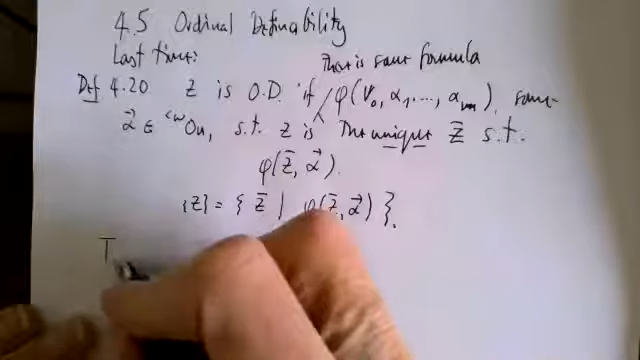 4.5 Ordinal Definability
Last time:
There is some formula
Def 4.20 z is O.D. if φ(v₀, α₁, ..., αₘ), some
α⃗ ∈ ^{<ω}On, s.t. z is the unique z̄ s.t.
φ(z̄, α⃗).
{z} = { z̄ | φ(z̄, α⃗) }.
T